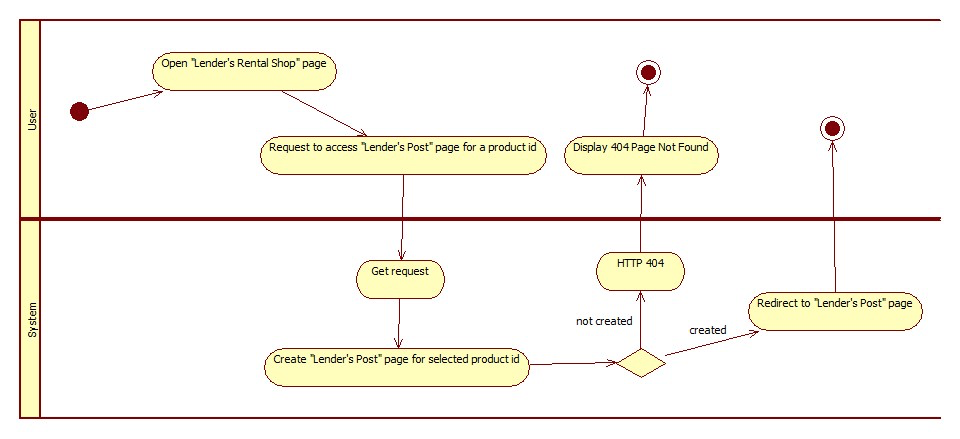 User
Open "Lender's Rental Shop" page
Request to access "Lender's Post" page for a product id
Display 404 Page Not Found
System
Get request
HTTP 404
Redirect to "Lender's Post" page
not created
created
Create "Lender's Post" page for selected product id